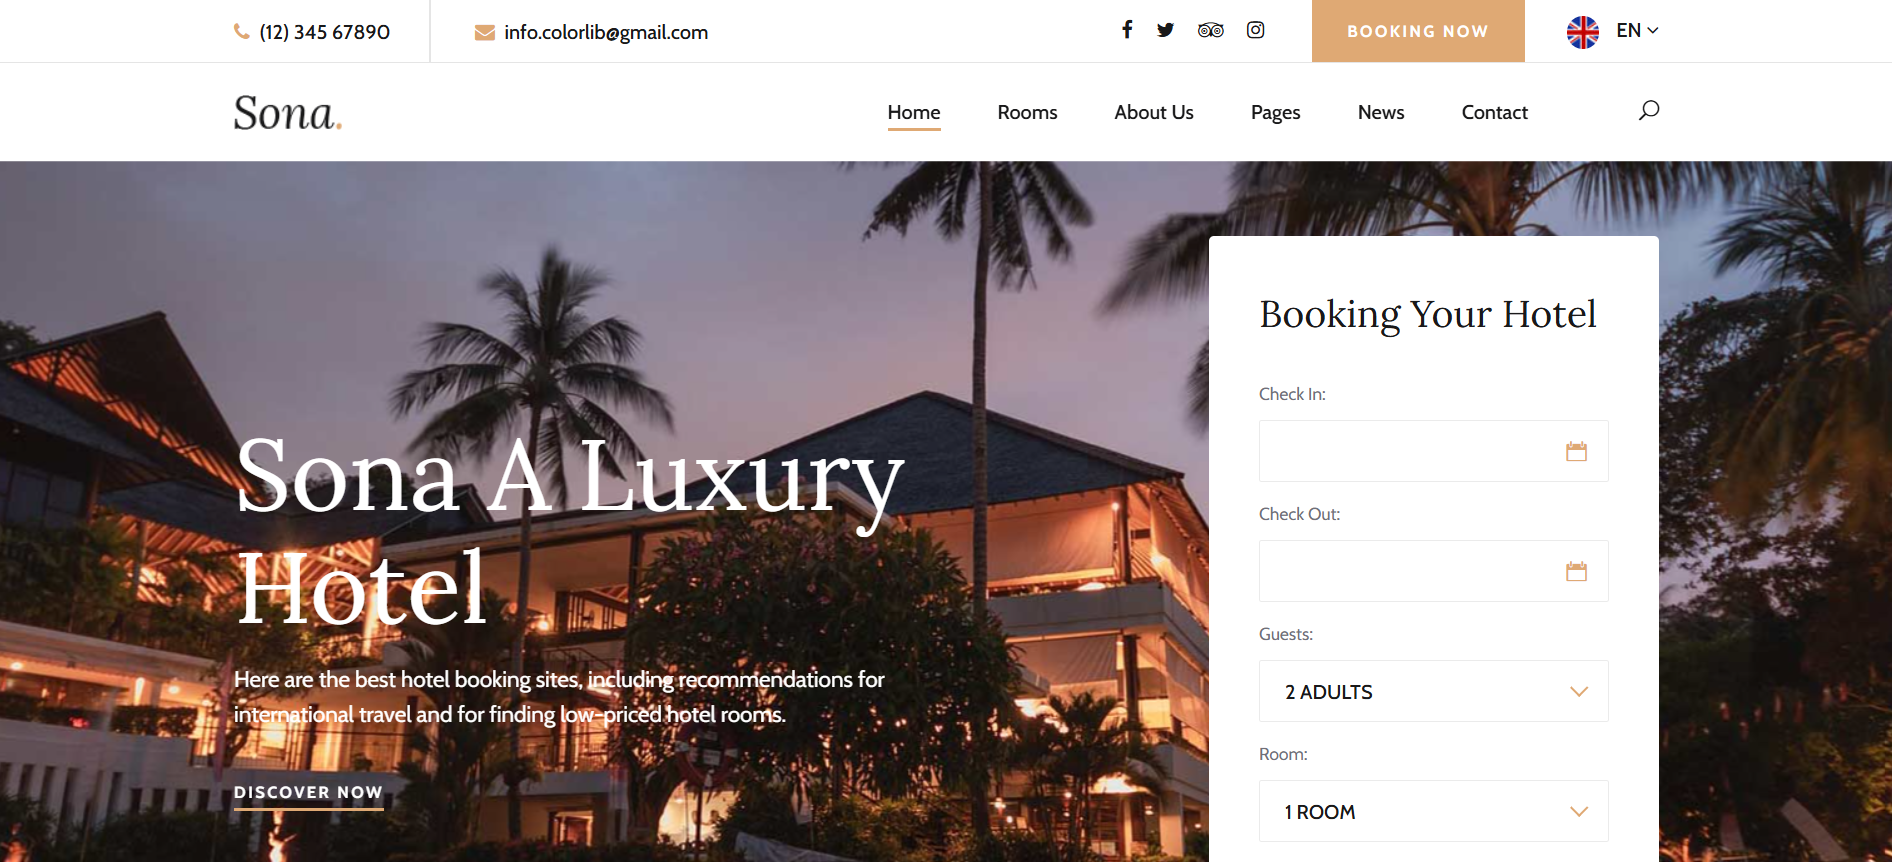 (12) 345 67890
info.colorlib@gmail.com
BOOKING NOW
EN
Sona.
Home
Rooms
About Us
Pages
News
Contact
Sona A Luxury
Hotel
Here are the best hotel booking sites, including recommendations for
international travel and for finding low-priced hotel rooms.
DISCOVER NOW
Booking Your Hotel
Check In:
Check Out:
Guests:
2 ADULTS
Room:
1 ROOM